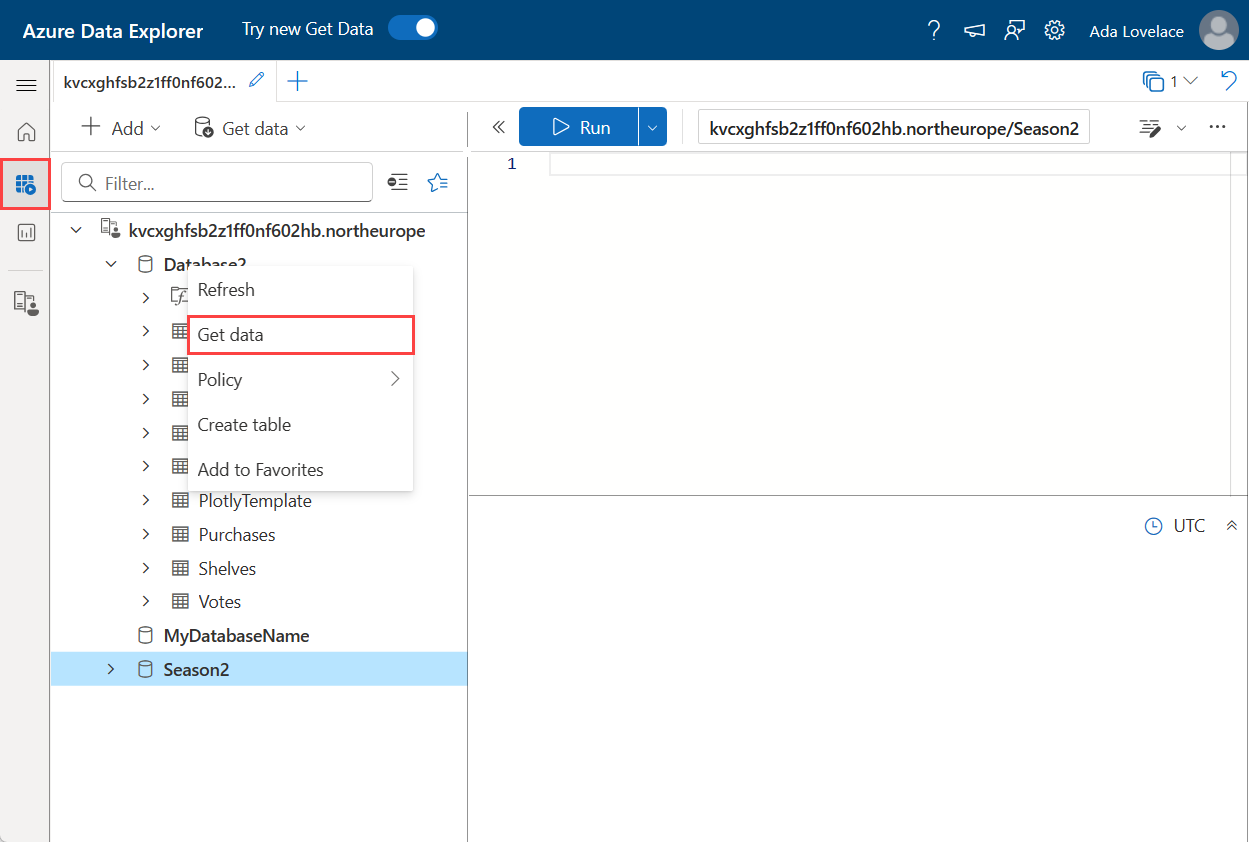 Azure Data Explorer
Try new Get Data
Ada Lovelace
kvcxghfsb2z1ff0nf602...
1
Add
Get data
Run
kvcxghfsb2z1ff0nf602hb.northeurope/Season2
Filter...
1
kvcxghfsb2z1ff0nf602hb.northeurope
Database2
Refresh
Get data
Policy
Create table
Add to Favorites
PlotlyTemplate
Purchases
Shelves
Votes
MyDatabaseName
Season2
UTC